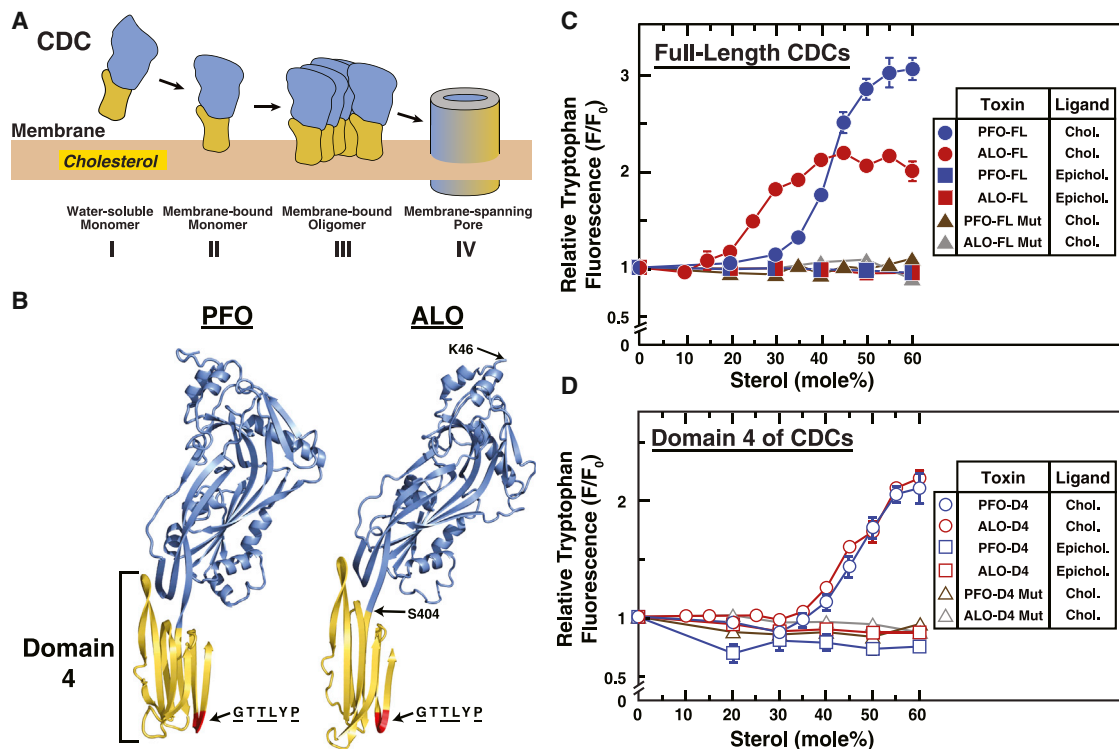 A
CDC
Membrane
Cholesterol
Water-soluble
Monomer
I
Membrane-bound
Monomer
II
Membrane-bound
Oligomer
III
Membrane-spanning
Pore
IV
B
PFO
ALO
K46
S404
Domain
4
GTTLYP
GTTLYP
C
Full-Length CDCs
Relative Tryptophan
Fluorescence (F/F0)
3
2
1
0.5
0
0 10 20 30 40 50 60
Sterol (mole%)
Toxin Ligand
PFO-FL Chol.
ALO-FL Chol.
PFO-FL Epichol.
ALO-FL Epichol.
PFO-FL Mut Chol.
ALO-FL Mut Chol.
D
Domain 4 of CDCs
Relative Tryptophan
Fluorescence (F/F0)
2
1
0.5
0
0 10 20 30 40 50 60
Sterol (mole%)
Toxin Ligand
PFO-D4 Chol.
ALO-D4 Chol.
PFO-D4 Epichol.
ALO-D4 Epichol.
PFO-D4 Mut Chol.
ALO-D4 Mut Chol.